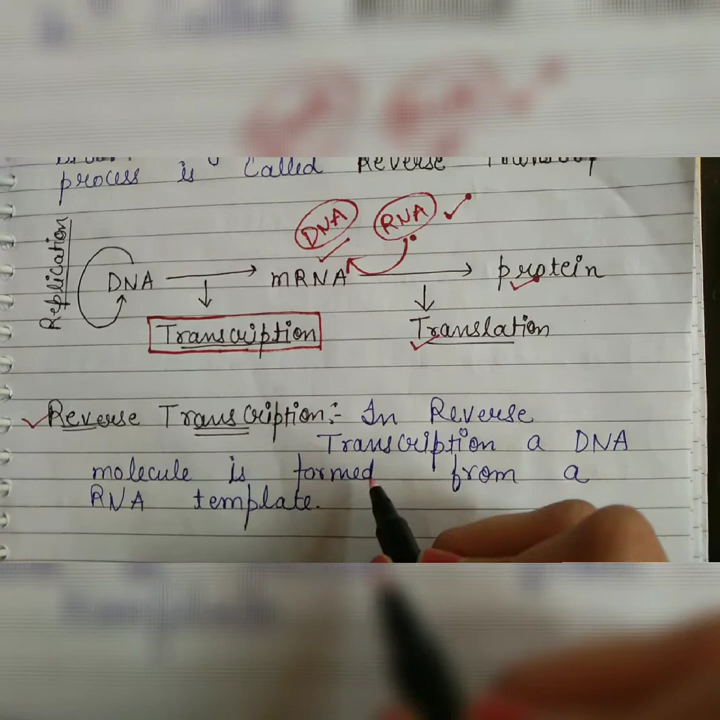 process is called Reverse
DNA RNA
Replication
DNA mRNA protein
Transcription Translation
Reverse Transcription:- In Reverse
Transcription a DNA
molecule is formed from a
RNA template.